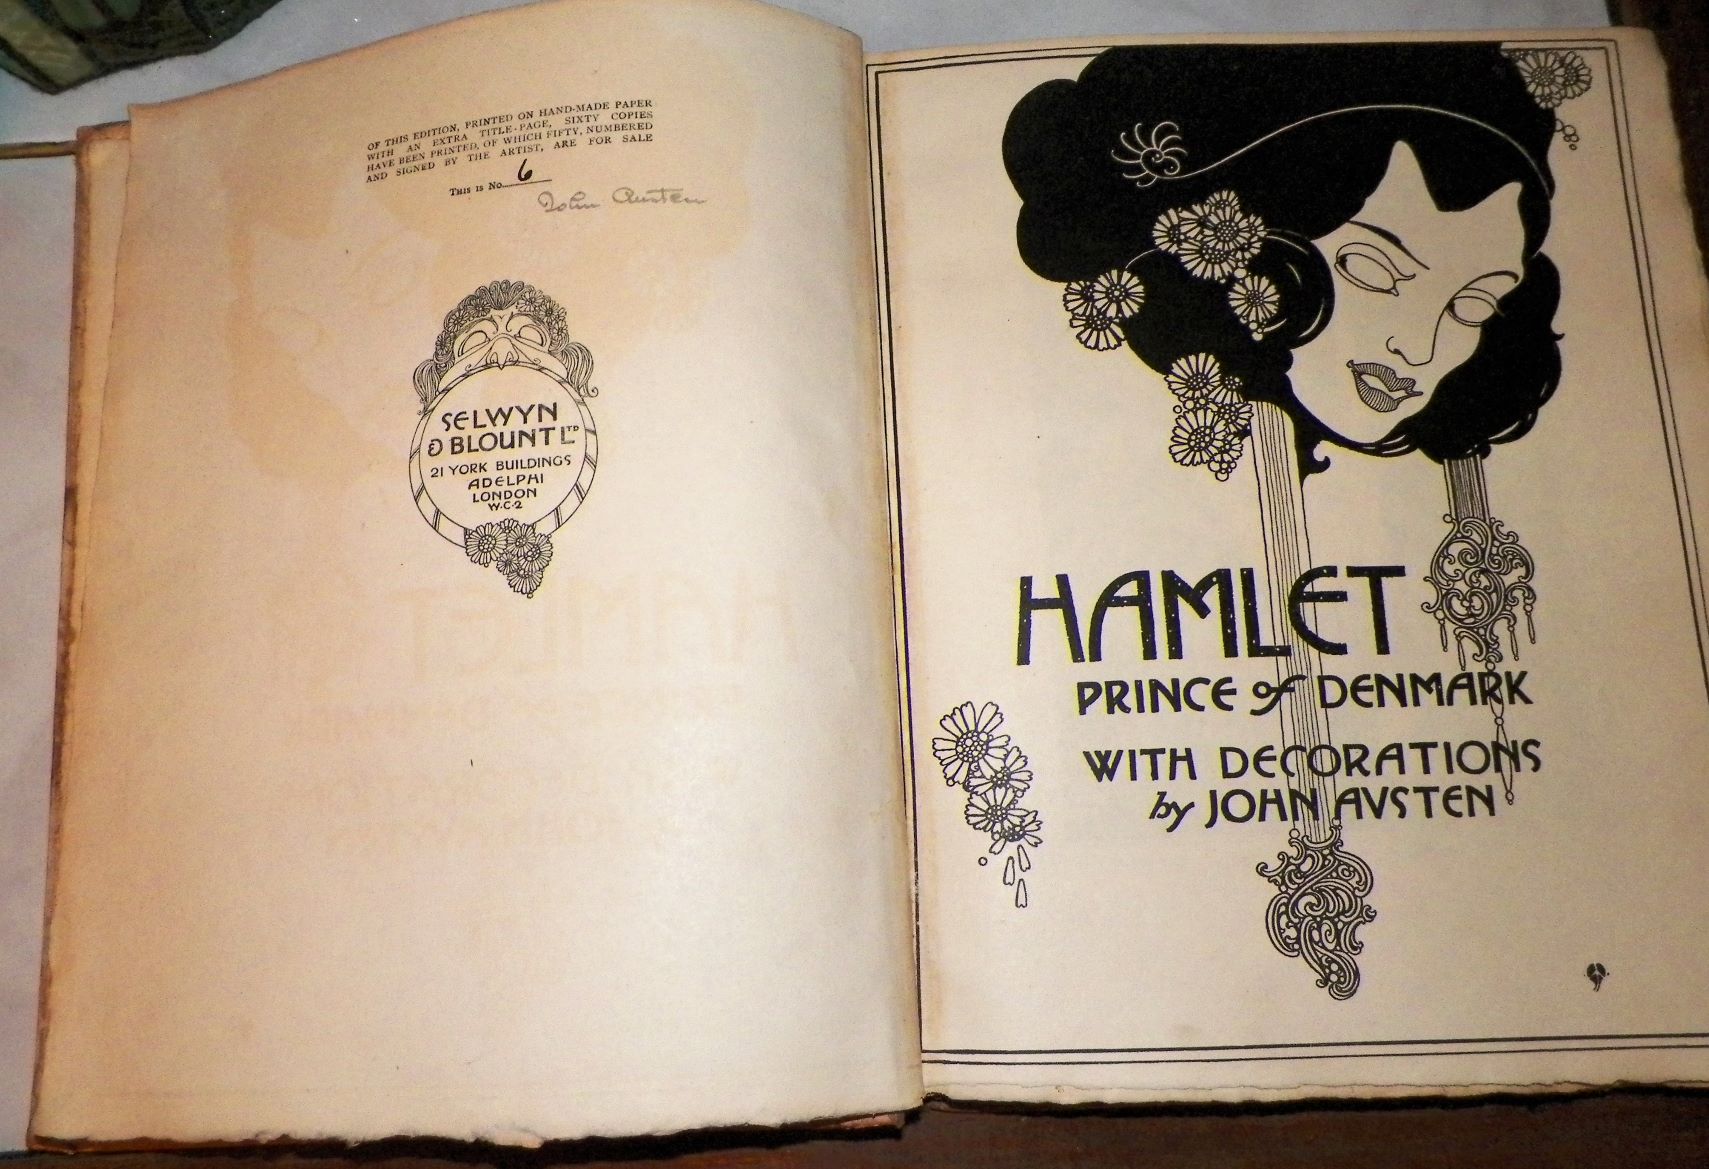 OF THIS EDITION, PRINTED ON HAND-MADE PAPER
WITH AN EXTRA TITLE-PAGE, SIXTY COPIES
HAVE BEEN PRINTED, OF WHICH FIFTY, NUMBERED
AND SIGNED BY THE ARTIST, ARE FOR SALE
THIS IS No. 6
John Austen
SELWYN
& BLOUNT LTD
21 YORK BUILDINGS
ADELPHI
LONDON
W.C.2
HAMLET
PRINCE of DENMARK
WITH DECORATIONS
by JOHN AVSTEN